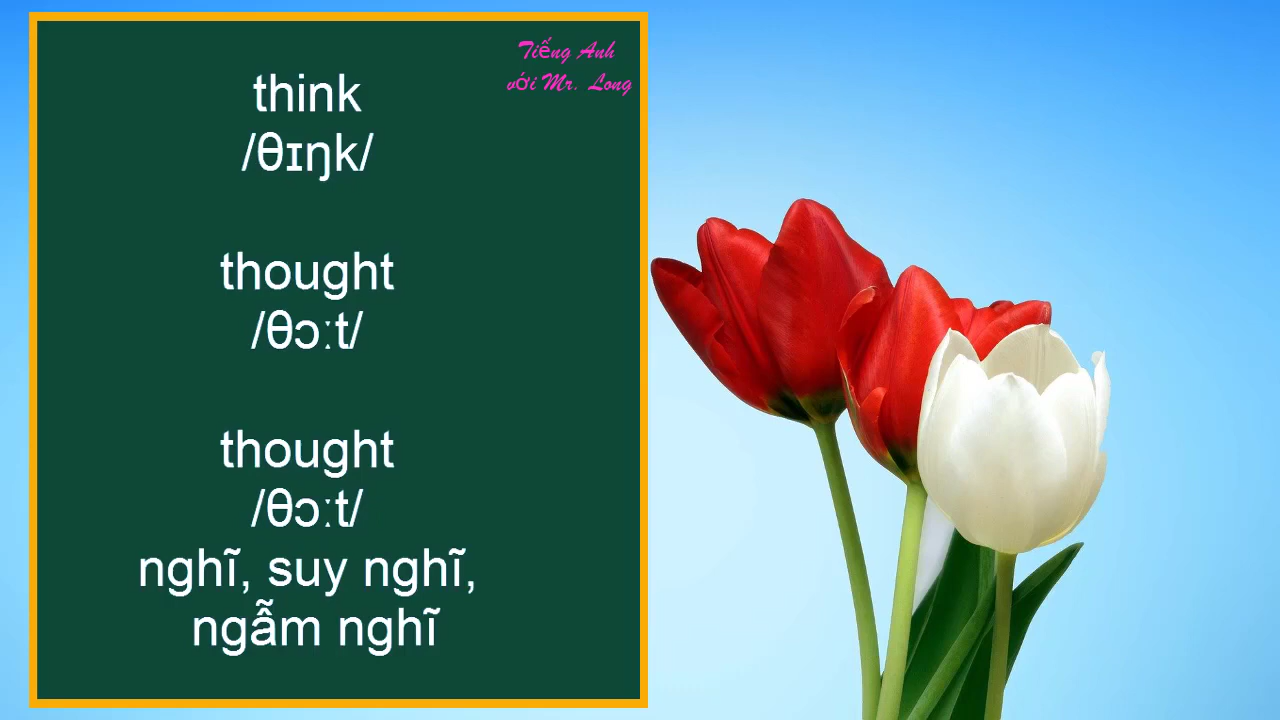 Tiếng Anh
với Mr. Long
think
/θɪŋk/
thought
/θɔːt/
thought
/θɔːt/
nghĩ, suy nghĩ,
ngẫm nghĩ